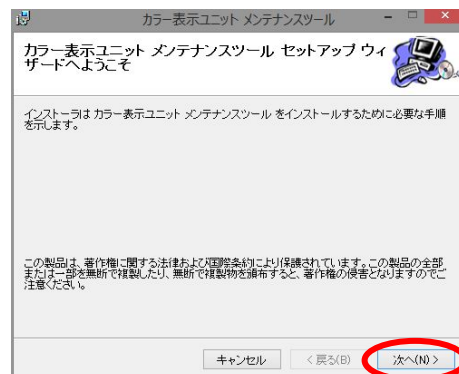 カラー表示ユニット メンテナンスツール
カラー表示ユニット メンテナンスツール セットアップ ウィ
ザードへようこそ
インストーラは カラー表示ユニット メンテナンスツール をインストールするために必要な手順
を示します。
この製品は、著作権に関する法律および国際条約により保護されています。この製品の全部
または一部を無断で複製したり、無断で複製物を頒布すると、著作権の侵害となりますのでご
注意ください。
キャンセル
< 戻る(B)
次へ(N) >